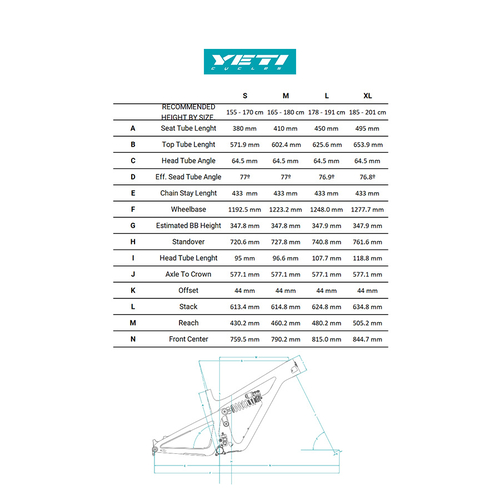 YETI
CYCLES
S M L XL
RECOMMENDED
HEIGHT BY SIZE 155 - 170 cm 165 - 180 cm 178 - 191 cm 185 - 201 cm
A Seat Tube Lenght 380 mm 410 mm 450 mm 495 mm
B Top Tube Lenght 571.9 mm 602.4 mm 625.6 mm 653.9 mm
C Head Tube Angle 64.5 mm 64.5 mm 64.5 mm 64.5 mm
D Eff. Sead Tube Angle 77º 77º 76.9º 76.8º
E Chain Stay Lenght 433 mm 433 mm 433 mm 433 mm
F Wheelbase 1192.5 mm 1223.2 mm 1248.0 mm 1277.7 mm
G Estimated BB Height 347.8 mm 347.8 mm 347.9 mm 347.9 mm
H Standover 720.6 mm 727.8 mm 740.8 mm 761.6 mm
I Head Tube Lenght 95 mm 96.6 mm 107.7 mm 118.8 mm
J Axle To Crown 577.1 mm 577.1 mm 577.1 mm 577.1 mm
K Offset 44 mm 44 mm 44 mm 44 mm
L Stack 613.4 mm 614.8 mm 624.8 mm 634.8 mm
M Reach 430.2 mm 460.2 mm 480.2 mm 505.2 mm
N Front Center 759.5 mm 790.2 mm 815.0 mm 844.7 mm